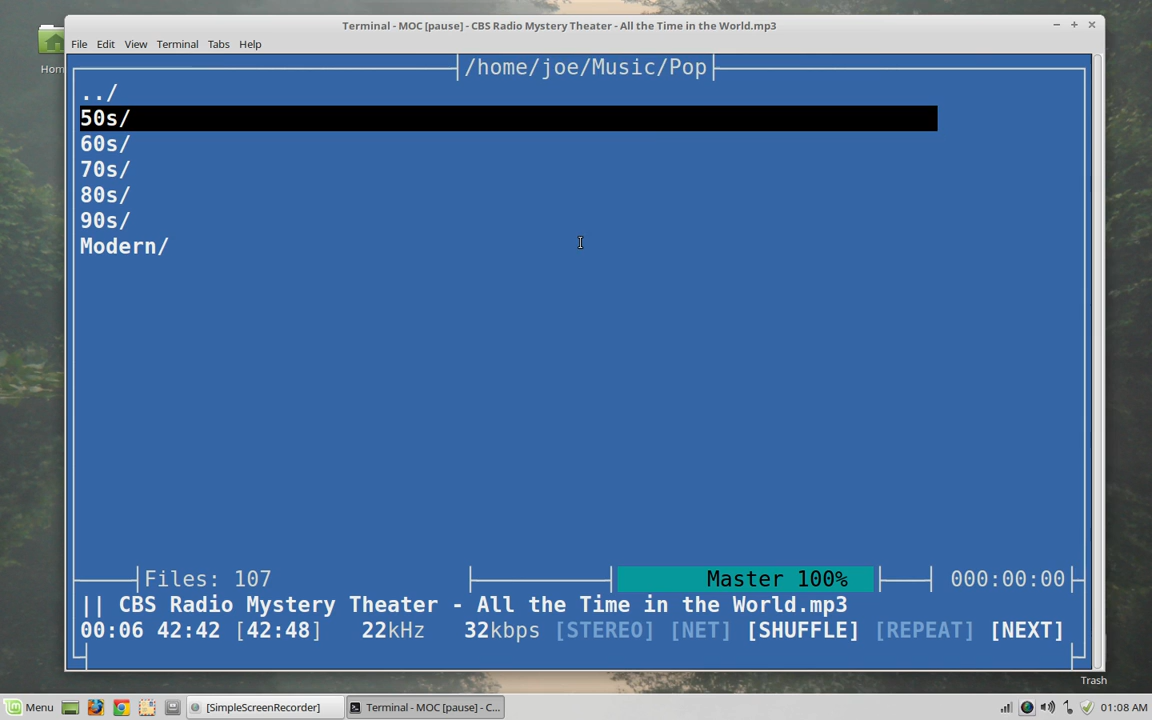 Terminal - MOC [pause] - CBS Radio Mystery Theater - All the Time in the World.mp3
File Edit View Terminal Tabs Help
Hom
/home/joe/Music/Pop
../
50s/
60s/
70s/
80s/
90s/
Modern/
Files: 107 Master 100% 000:00:00
|| CBS Radio Mystery Theater - All the Time in the World.mp3
00:06 42:42 [42:48] 22kHz 32kbps [STEREO] [NET] [SHUFFLE] [REPEAT] [NEXT]
Trash
Menu [SimpleScreenRecorder] Terminal - MOC [pause] - C... 01:08 AM